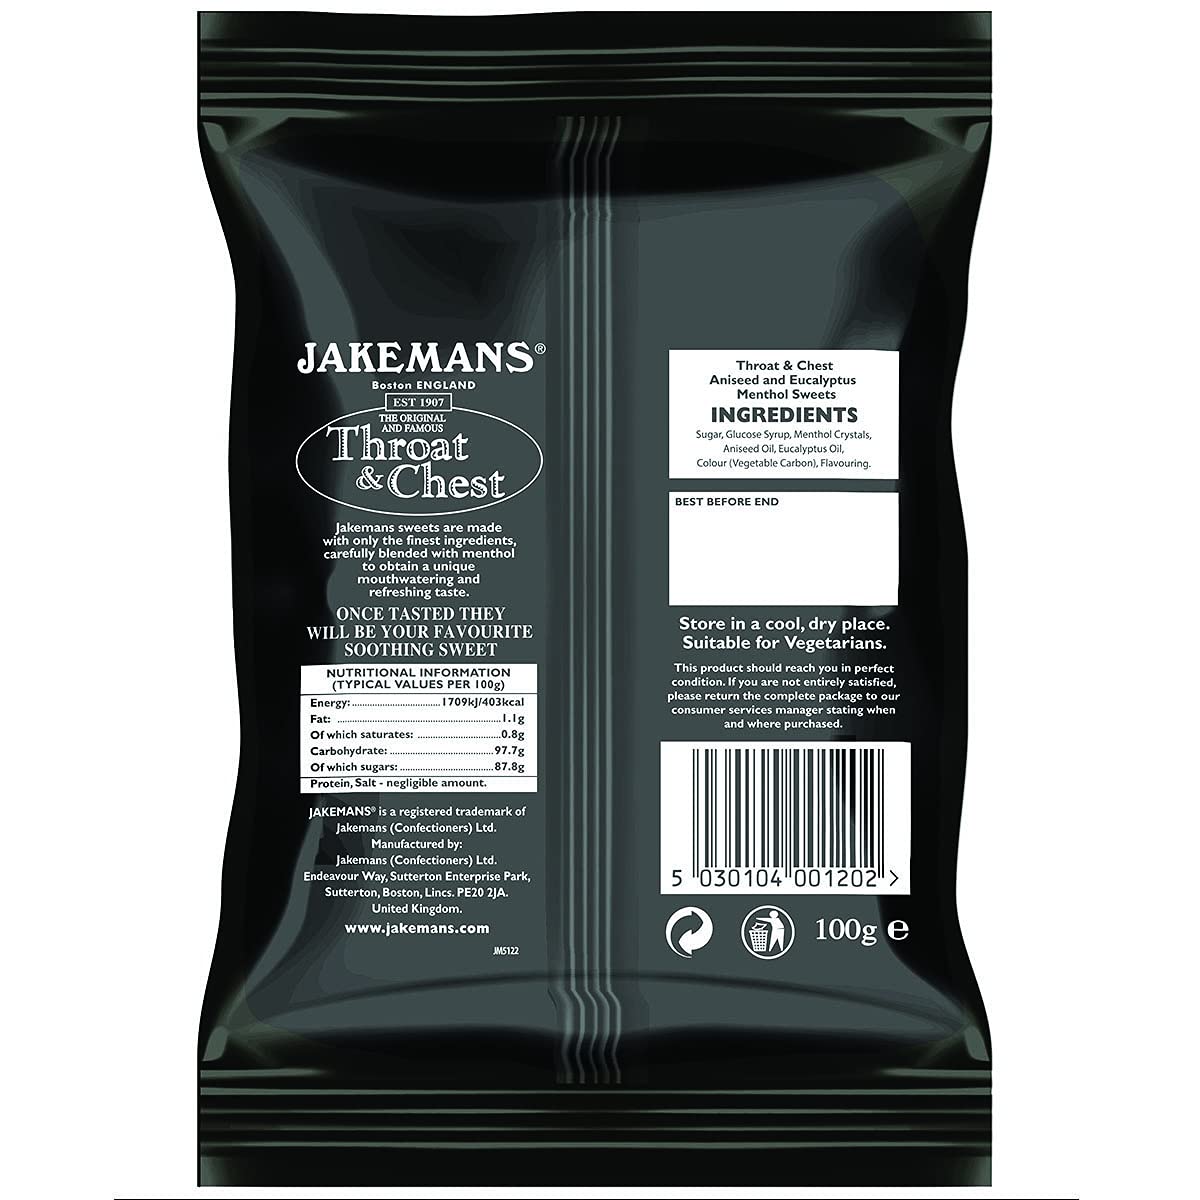 JAKEMANS®
Boston ENGLAND
EST 1907
THE ORIGINAL
AND FAMOUS
Throat
& Chest
Jakemans sweets are made
with only the finest ingredients,
carefully blended with menthol
to obtain a unique
mouthwatering and
refreshing taste.
ONCE TASTED THEY
WILL BE YOUR FAVOURITE
SOOTHING SWEET
NUTRITIONAL INFORMATION
(TYPICAL VALUES PER 100g)
Energy:................................1709kJ/403kcal
Fat: ..........................................................1.1g
Of which saturates: ................................0.8g
Carbohydrate: ......................................97.7g
Of which sugars: ..................................87.8g
Protein, Salt - negligible amount.
JAKEMANS® is a registered trademark of
Jakemans (Confectioners) Ltd.
Manufactured by:
Jakemans (Confectioners) Ltd.
Endeavour Way, Sutterton Enterprise Park,
Sutterton, Boston, Lincs. PE20 2JA.
United Kingdom.
www.jakemans.com
JM5122
Throat & Chest
Aniseed and Eucalyptus
Menthol Sweets
INGREDIENTS
Sugar, Glucose Syrup, Menthol Crystals,
Aniseed Oil, Eucalyptus Oil,
Colour (Vegetable Carbon), Flavouring.
BEST BEFORE END
Store in a cool, dry place.
Suitable for Vegetarians.
This product should reach you in perfect
condition. If you are not entirely satisfied,
please return the complete package to our
consumer services manager stating when
and where purchased.
5 030104 001202 >
100g e